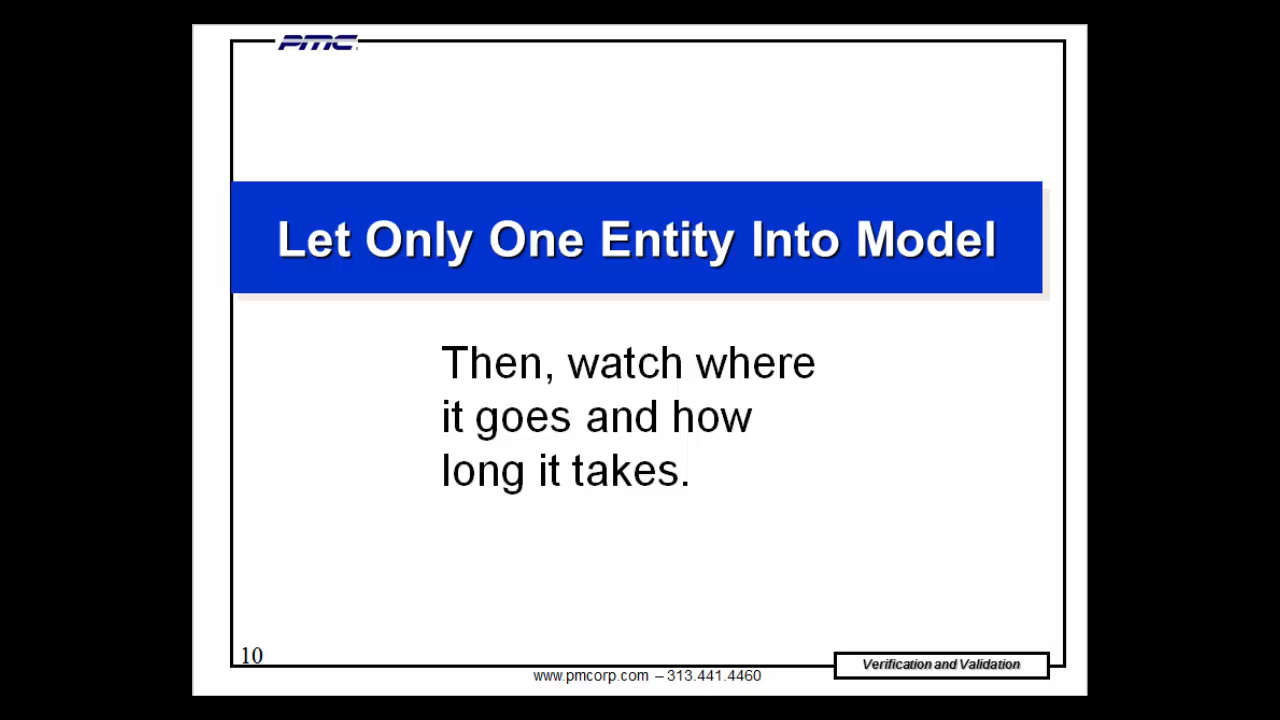 PMC
Let Only One Entity Into Model
Then, watch where
it goes and how
long it takes.
10
Verification and Validation
www.pmcorp.com – 313.441.4460